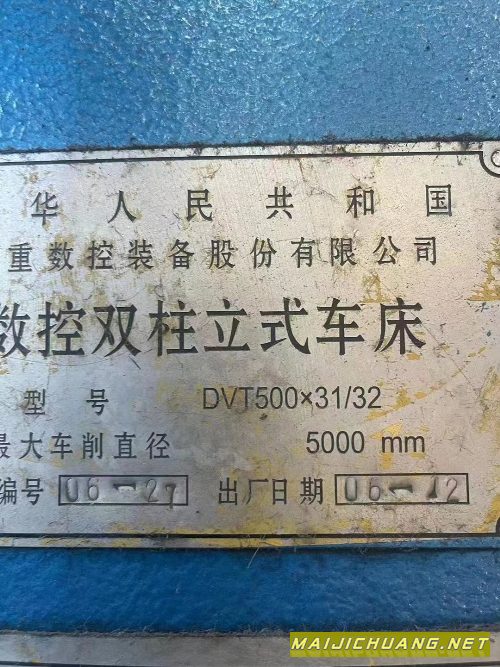 华人民共和国
重数控装备股份有限公司
数控双柱立式车床
型号 DVT500×31/32
最大车削直径 5000 mm
编号 06-27 出厂日期 06-12
MAIJICHUANG.NET